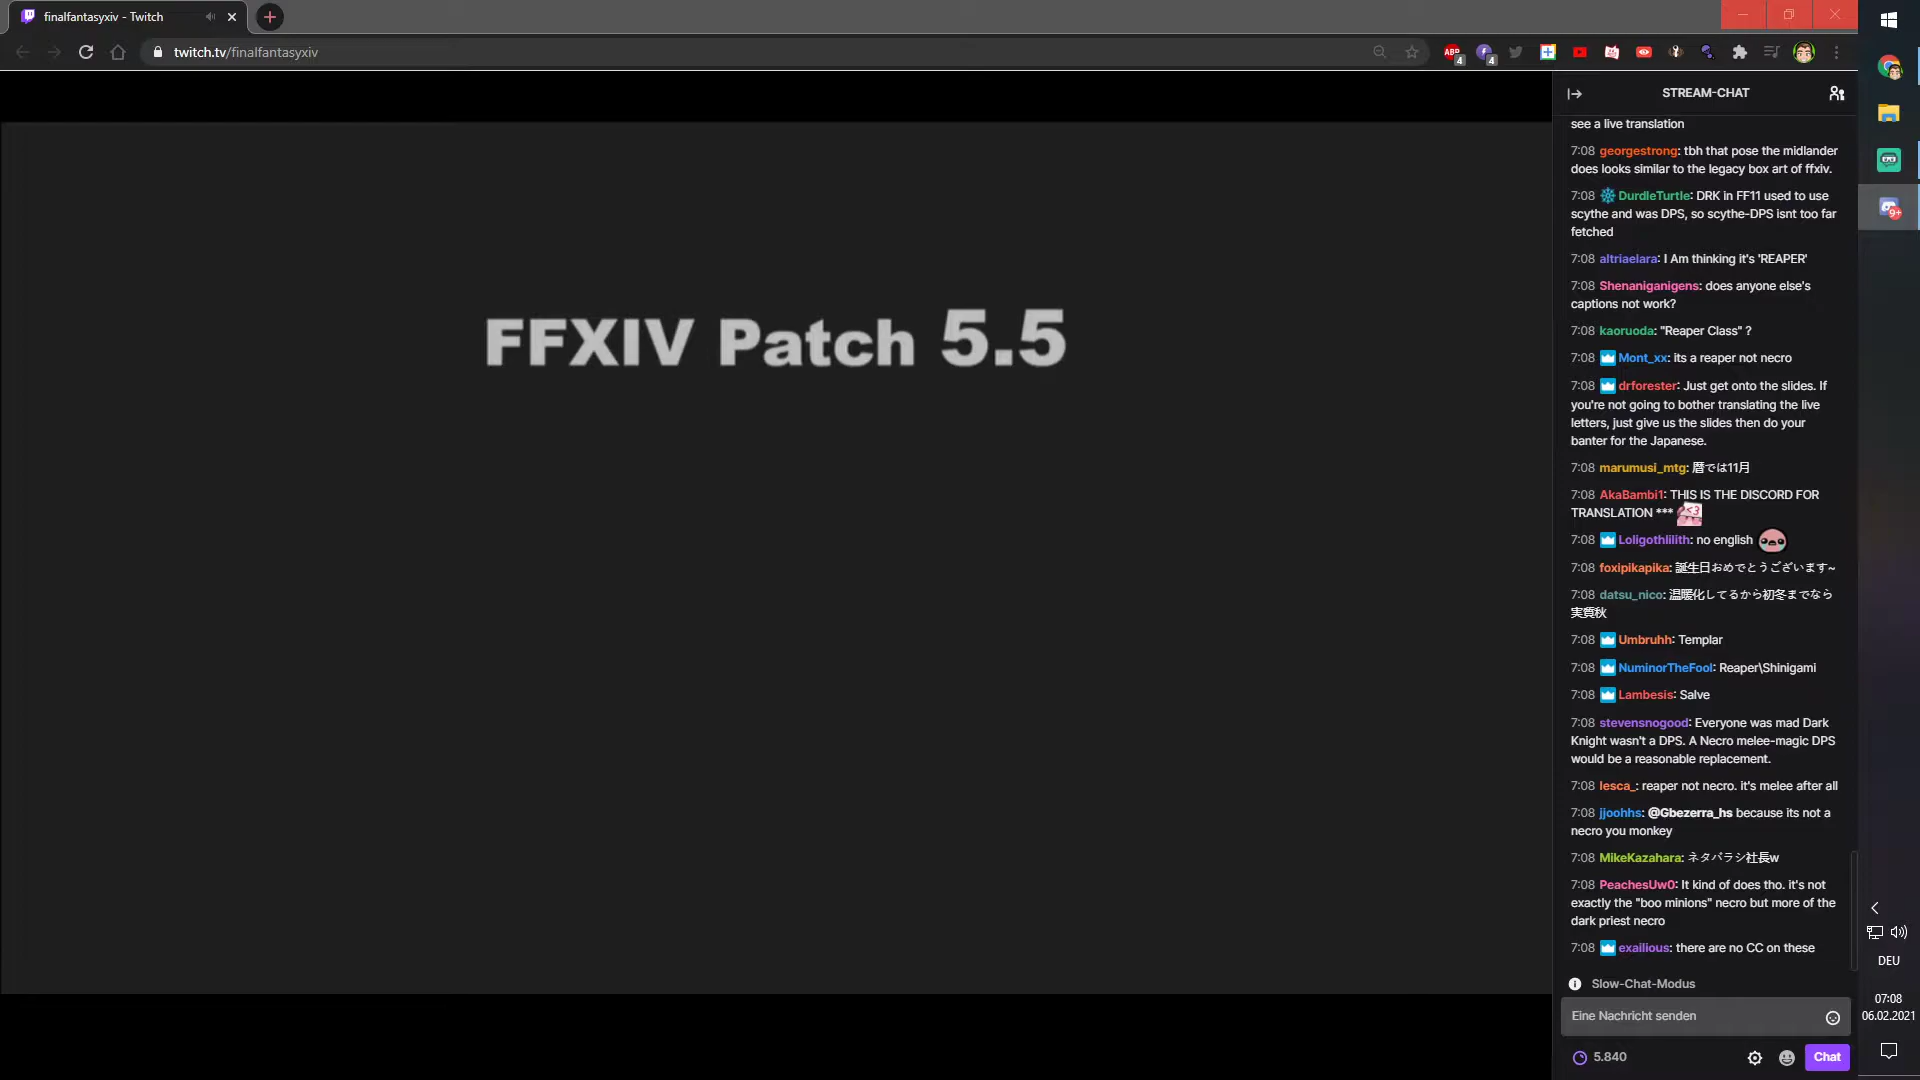 finalfantasyxiv - Twitch
twitch.tv/finalfantasyxiv
ABP
4
4
STREAM-CHAT
see a live translation
7:08 georgestrong: tbh that pose the midlander
does looks similar to the legacy box art of ffxiv.
7:08 DurdleTurtle: DRK in FF11 used to use
scythe and was DPS, so scythe-DPS isnt too far
fetched
7:08 altriaelara: I Am thinking it's 'REAPER'
7:08 Shenaniganigens: does anyone else's
captions not work?
7:08 kaoruoda: "Reaper Class" ?
7:08 Mont_xx: its a reaper not necro
7:08 drforester: Just get onto the slides. If
you're not going to bother translating the live
letters, just give us the slides then do your
banter for the Japanese.
7:08 marumusi_mtg: 暦では11月
7:08 AkaBambi1: THIS IS THE DISCORD FOR
TRANSLATION *** <3
7:08 Loligothlilith: no english
7:08 foxipikapika: 誕生日おめでとうございます~
7:08 datsu_nico: 温暖化してるから初冬までなら
実質秋
7:08 Umbruhh: Templar
7:08 NuminorTheFool: Reaper\Shinigami
7:08 Lambesis: Salve
7:08 stevensnogood: Everyone was mad Dark
Knight wasn't a DPS. A Necro melee-magic DPS
would be a reasonable replacement.
7:08 lesca_: reaper not necro. it's melee after all
7:08 jjoohhs: @Gbezerra_hs because its not a
necro you monkey
7:08 MikeKazahara: ネタバラシ社長w
7:08 PeachesUw0: It kind of does tho. it's not
exactly the "boo minions" necro but more of the
dark priest necro
7:08 exailious: there are no CC on these
Slow-Chat-Modus
Eine Nachricht senden
5.840
Chat
FFXIV Patch 5.5
9+
DEU
07:08
06.02.2021